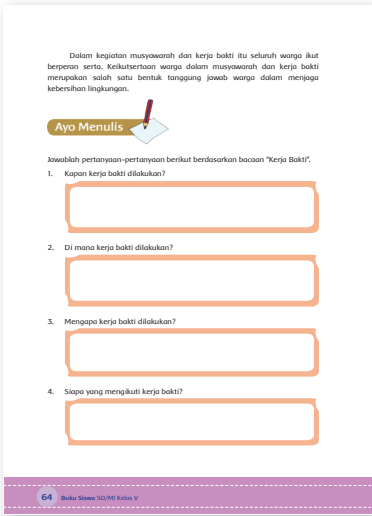 Dalam kegiatan musyawarah dan kerja bakti itu seluruh warga ikut
berperan serta. Keikutsertaan warga dalam musyawarah dan kerja bakti
merupakan salah satu bentuk tanggung jawab warga dalam menjaga
kebersihan lingkungan.
Ayo Menulis
Jawablah pertanyaan-pertanyaan berikut berdasarkan bacaan "Kerja Bakti".
1. Kapan kerja bakti dilakukan?
2. Di mana kerja bakti dilakukan?
3. Mengapa kerja bakti dilakukan?
4. Siapa yang mengikuti kerja bakti?
64 Buku Siswa SD/MI Kelas V